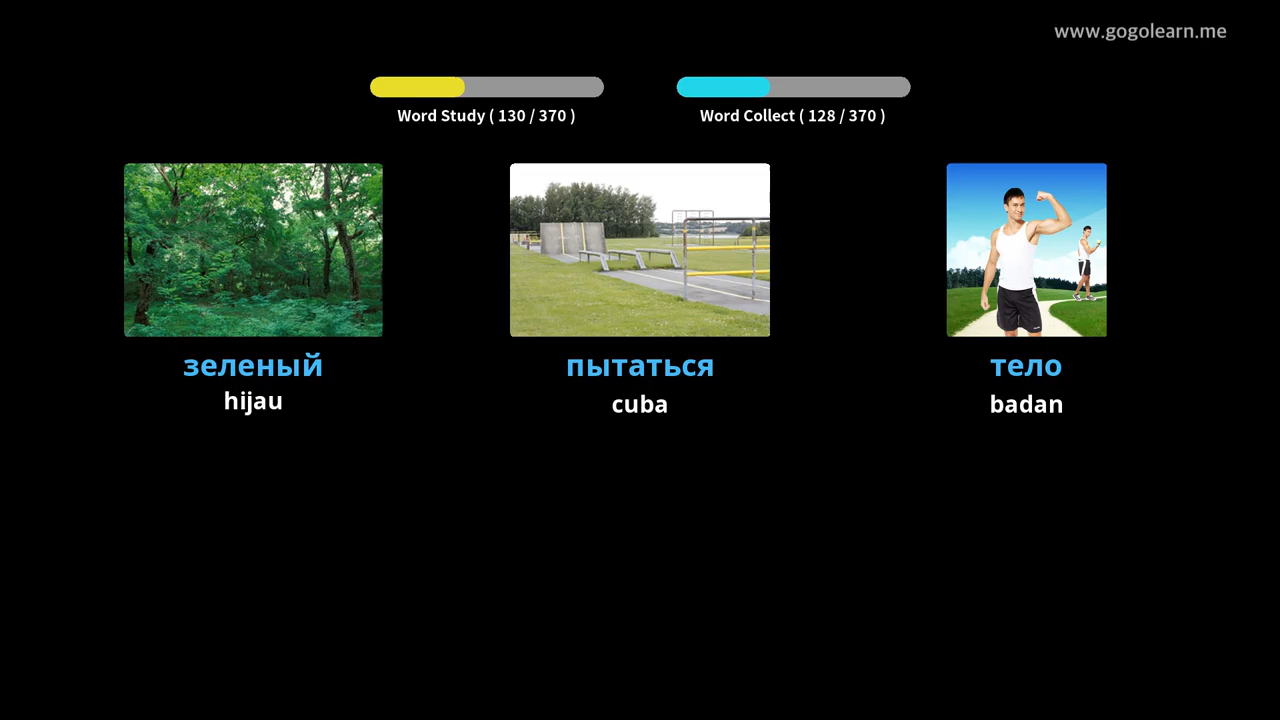 www.gogolearn.me
Word Study ( 130 / 370 )
Word Collect ( 128 / 370 )
зеленый
hijau
пытаться
cuba
тело
badan